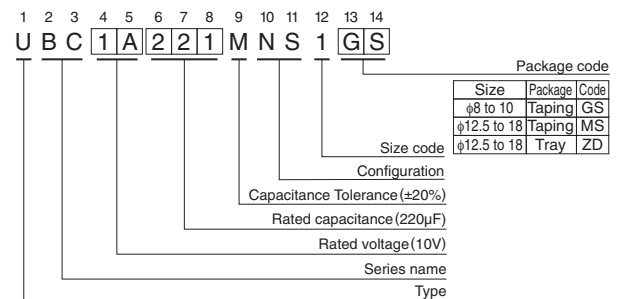 1 2 3 4 5 6 7 8 9 10 11 12 13 14
U B C 1 A 2 2 1 M N S 1 G S
Package code
Size Package Code
φ8 to 10 Taping GS
φ12.5 to 18 Taping MS
φ12.5 to 18 Tray ZD
Size code
Configuration
Capacitance Tolerance (±20%)
Rated capacitance (220μF)
Rated voltage (10V)
Series name
Type